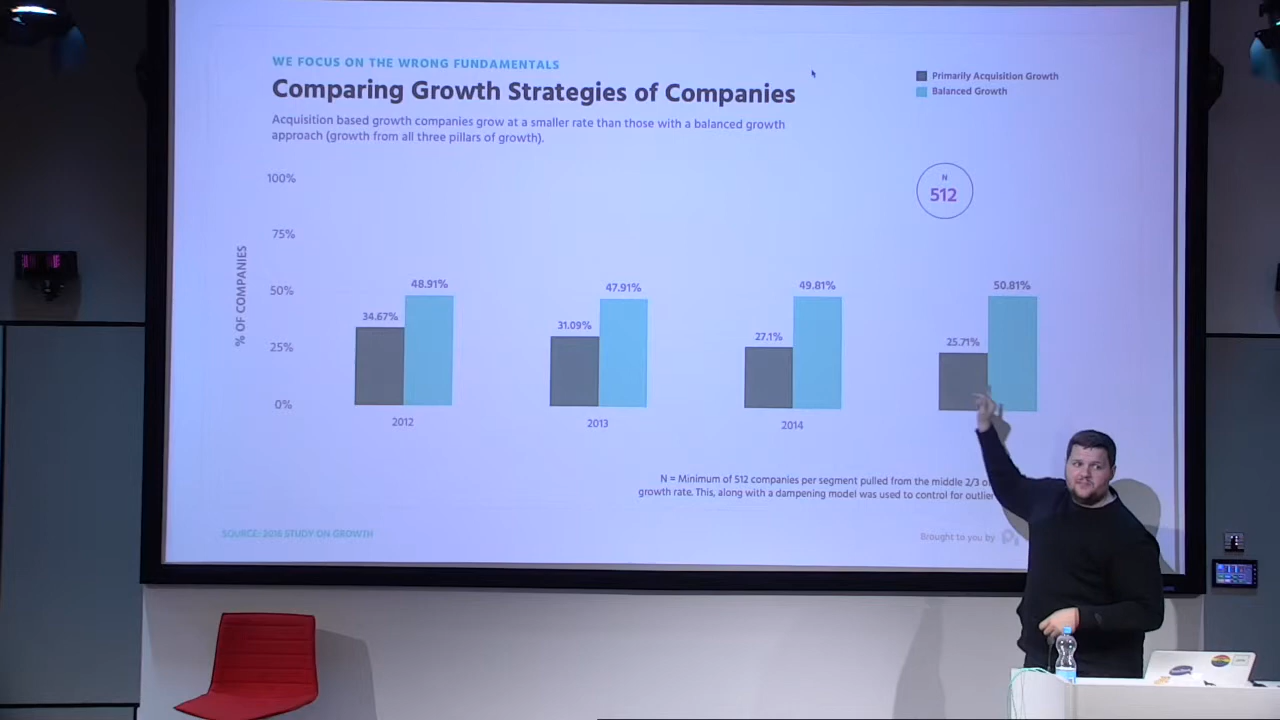 WE FOCUS ON THE WRONG FUNDAMENTALS
Comparing Growth Strategies of Companies
Acquisition based growth companies grow at a smaller rate than those with a balanced growth
approach (growth from all three pillars of growth).
Primarily Acquisition Growth
Balanced Growth
N
512
100%
75%
50%
25%
0%
% OF COMPANIES
34.67%
48.91%
31.09%
47.91%
27.1%
49.81%
25.71%
50.81%
2012
2013
2014
N = Minimum of 512 companies per segment pulled from the middle 2/3
growth rate. This, along with a dampening model was used to control for
SOURCE: 2016 STUDY ON GROWTH
Brought to you by